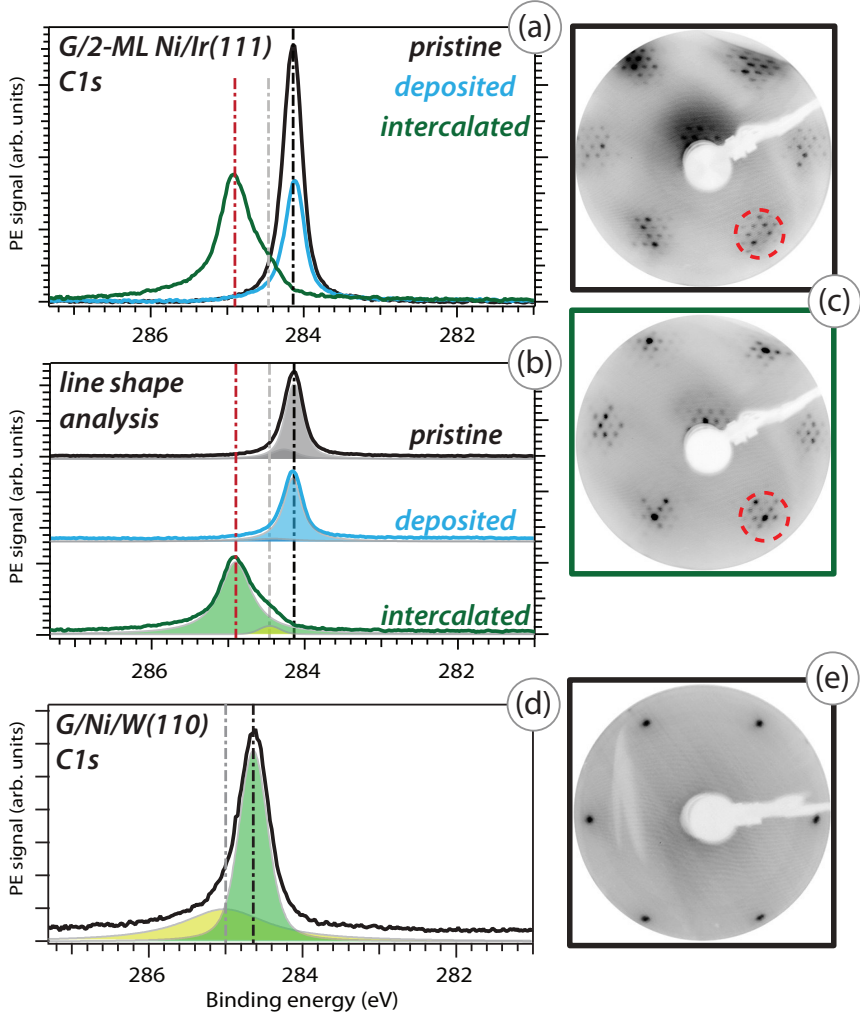 G/2-ML Ni/Ir(111)
C1s
pristine
deposited
intercalated
(a)
PE signal (arb. units)
286
284
282
(b)
line shape
analysis
pristine
deposited
intercalated
PE signal (arb. units)
286
284
282
(c)
(d)
G/Ni/W(110)
C1s
PE signal (arb. units)
286
284
282
Binding energy (eV)
(e)